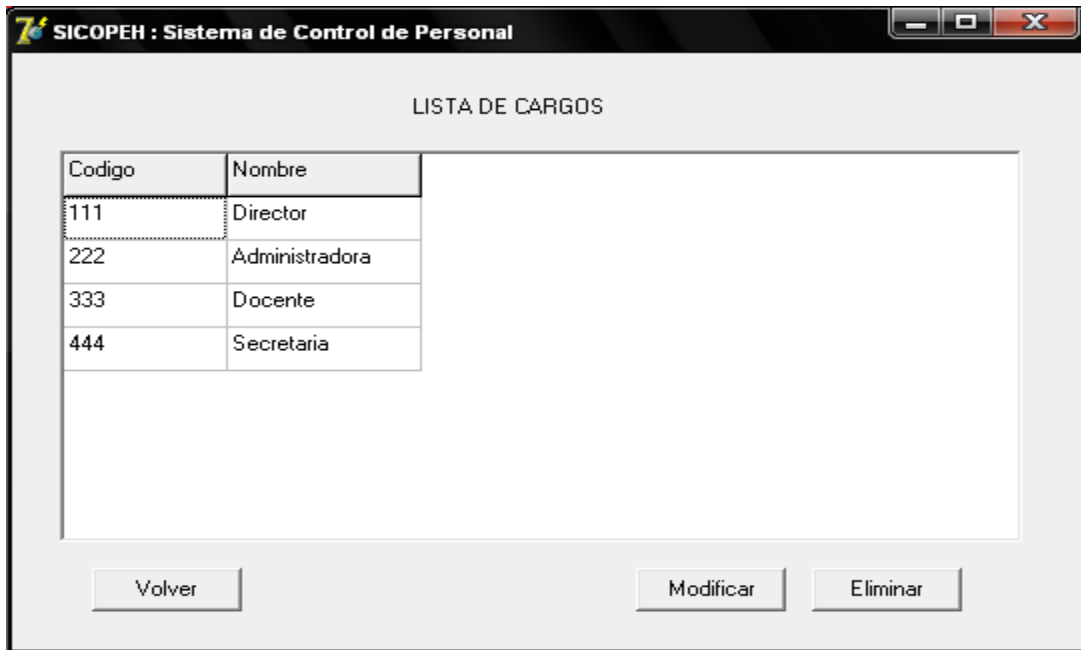 SICOPEH : Sistema de Control de Personal
LISTA DE CARGOS
Codigo Nombre
111 Director
222 Administradora
333 Docente
444 Secretaria
Volver Modificar Eliminar